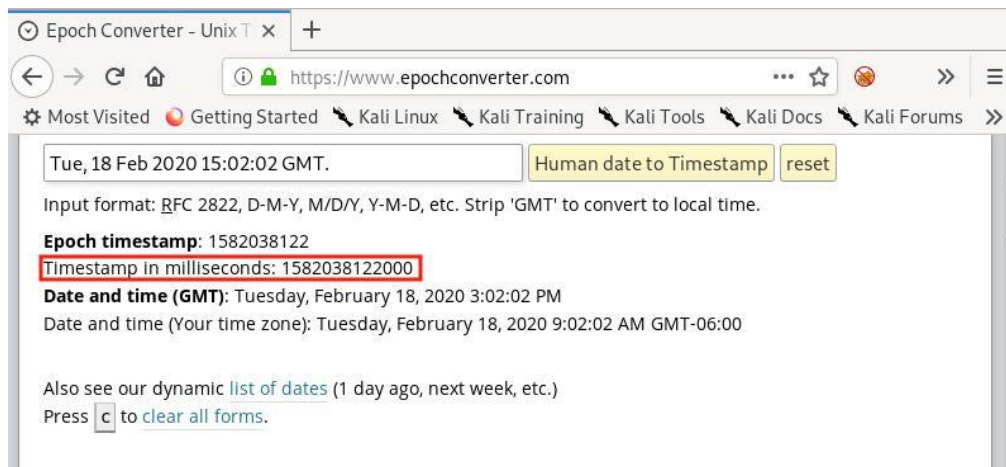 Epoch Converter - Unix T
https://www.epochconverter.com
Most Visited Getting Started Kali Linux Kali Training Kali Tools Kali Docs Kali Forums
Tue, 18 Feb 2020 15:02:02 GMT. Human date to Timestamp reset
Input format: RFC 2822, D-M-Y, M/D/Y, Y-M-D, etc. Strip 'GMT' to convert to local time.
Epoch timestamp: 1582038122
Timestamp in milliseconds: 1582038122000
Date and time (GMT): Tuesday, February 18, 2020 3:02:02 PM
Date and time (Your time zone): Tuesday, February 18, 2020 9:02:02 AM GMT-06:00
Also see our dynamic list of dates (1 day ago, next week, etc.)
Press c to clear all forms.